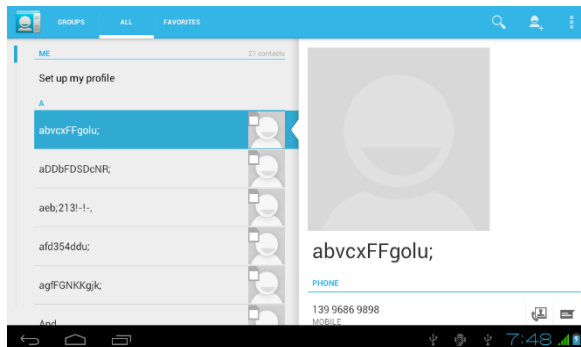 GROUPS ALL FAVORITES
ME 21 contacts
Set up my profile
A
abvcxFFgolu;
aDDbFDSDcNR;
aeb;213!-!-,
afd354ddu;
agfFGNKKgjk;
And
abvcxFFgolu;
PHONE
139 9686 9898
MOBILE
7:48